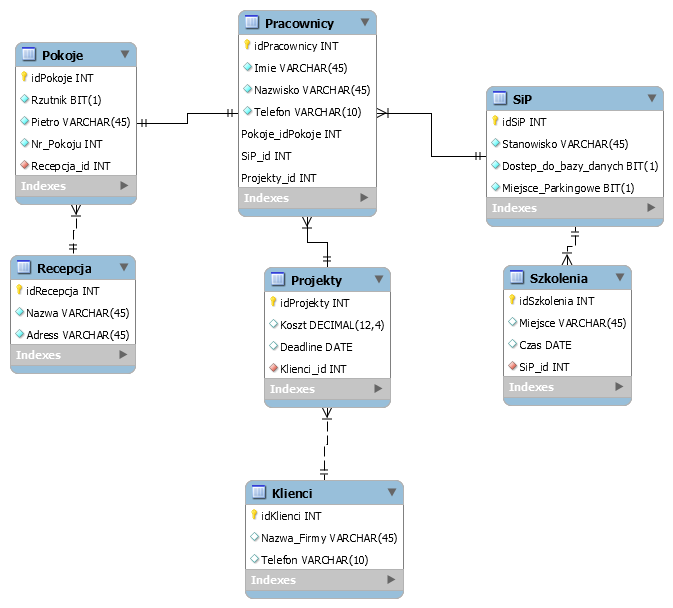 Pracownicy
idPracownicy INT
Imie VARCHAR(45)
Nazwisko VARCHAR(45)
Telefon VARCHAR(10)
Pokoje_idPokoje INT
SiP_id INT
Projekty_id INT
Indexes
Pokoje
idPokoje INT
Rzutnik BIT(1)
Pietro VARCHAR(45)
Nr_Pokoju INT
Recepcja_id INT
Indexes
SiP
idSiP INT
Stanowisko VARCHAR(45)
Dostep_do_bazy_danych BIT(1)
Miejsce_Parkingowe BIT(1)
Indexes
Recepcja
idRecepcja INT
Nazwa VARCHAR(45)
Adress VARCHAR(45)
Indexes
Projekty
idProjekty INT
Koszt DECIMAL(12,4)
Deadline DATE
Klienci_id INT
Indexes
Szkolenia
idSzkolenia INT
Miejsce VARCHAR(45)
Czas DATE
SiP_id INT
Indexes
Klienci
idKlienci INT
Nazwa_Firmy VARCHAR(45)
Telefon VARCHAR(10)
Indexes